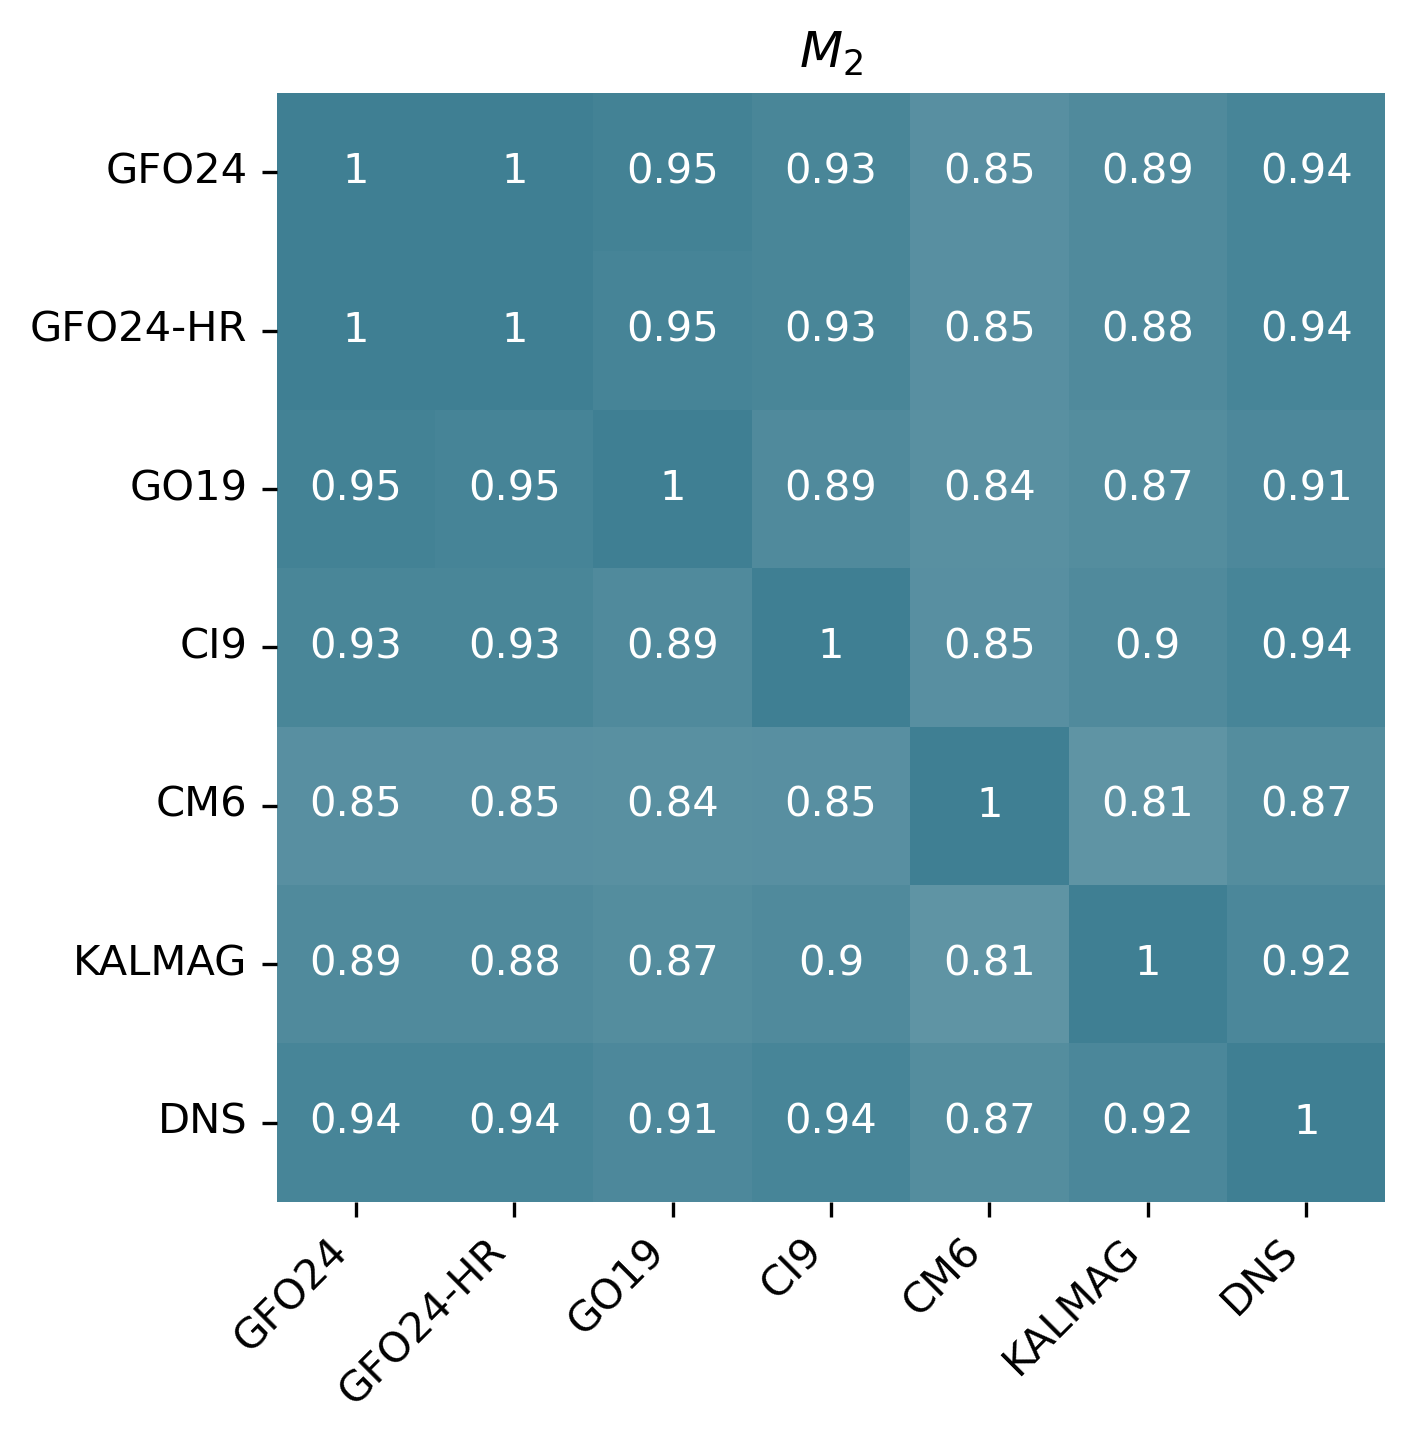 M2
GFO24 1 1 0.95 0.93 0.85 0.89 0.94
GFO24-HR 1 1 0.95 0.93 0.85 0.88 0.94
GO19 0.95 0.95 1 0.89 0.84 0.87 0.91
CI9 0.93 0.93 0.89 1 0.85 0.9 0.94
CM6 0.85 0.85 0.84 0.85 1 0.81 0.87
KALMAG 0.89 0.88 0.87 0.9 0.81 1 0.92
DNS 0.94 0.94 0.91 0.94 0.87 0.92 1
GFO24 GFO24-HR GO19 CI9 CM6 KALMAG DNS